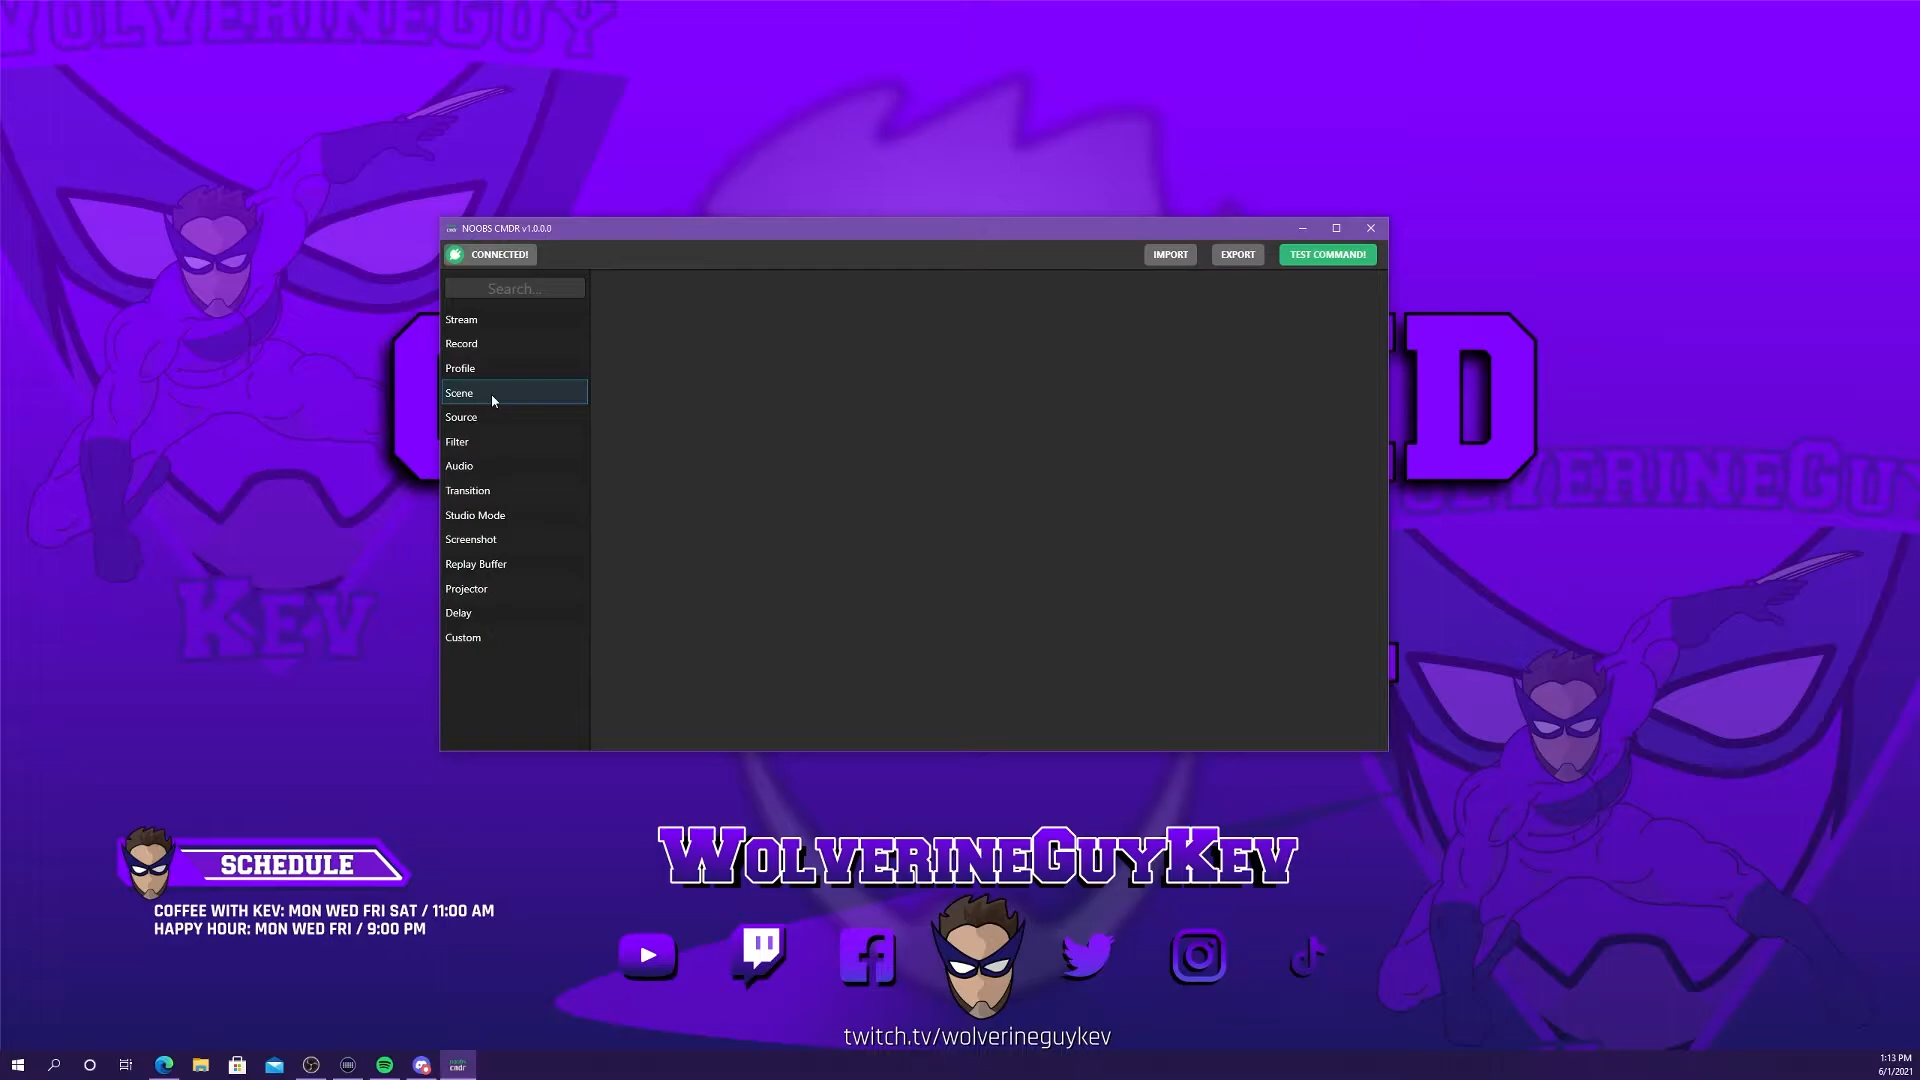 WOLVERINEGUY
NOOBS CMDR v1.0.0.0
CONNECTED!
IMPORT
EXPORT
TEST COMMAND!
Search...
Stream
Record
Profile
Scene
Source
Filter
Audio
Transition
Studio Mode
Screenshot
Replay Buffer
Projector
Delay
Custom
D
VERINEGUY
KEV
SCHEDULE
COFFEE WITH KEV: MON WED FRI SAT / 11:00 AM
HAPPY HOUR: MON WED FRI / 9:00 PM
WOLVERINEGUYKEV
twitch.tv/wolverineguykev
1:13 PM
6/1/2021